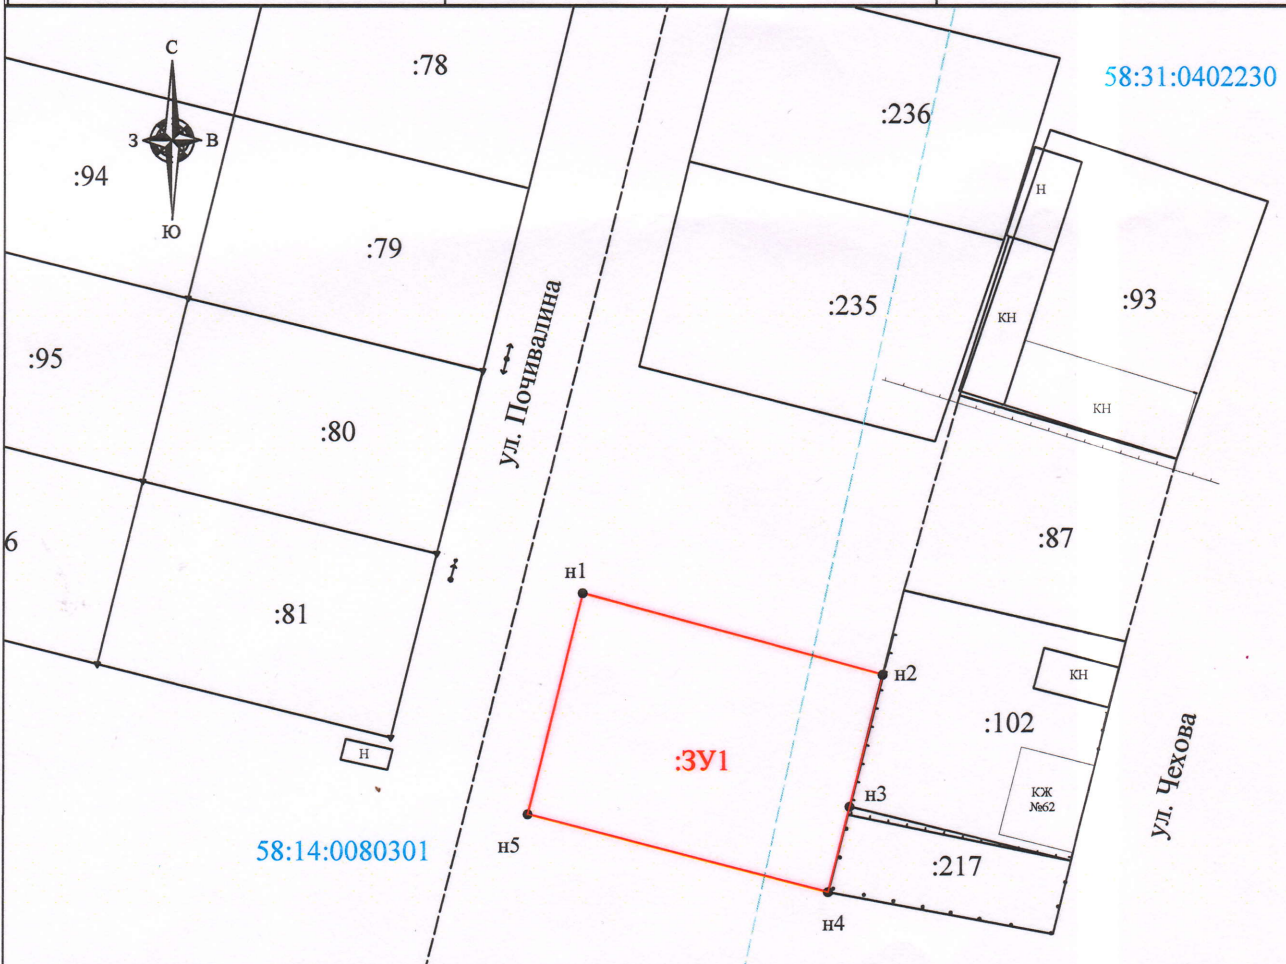 С
З
В
Ю
:78
:236
58:31:0402230
:94
Н
:79
:235
КН
:93
:95
ул. Почивалина
:80
КН
6
:87
н1
:81
н2
КН
:102
:ЗУ1
Н
н3
КЖ
№62
ул. Чехова
н5
58:14:0080301
:217
н4